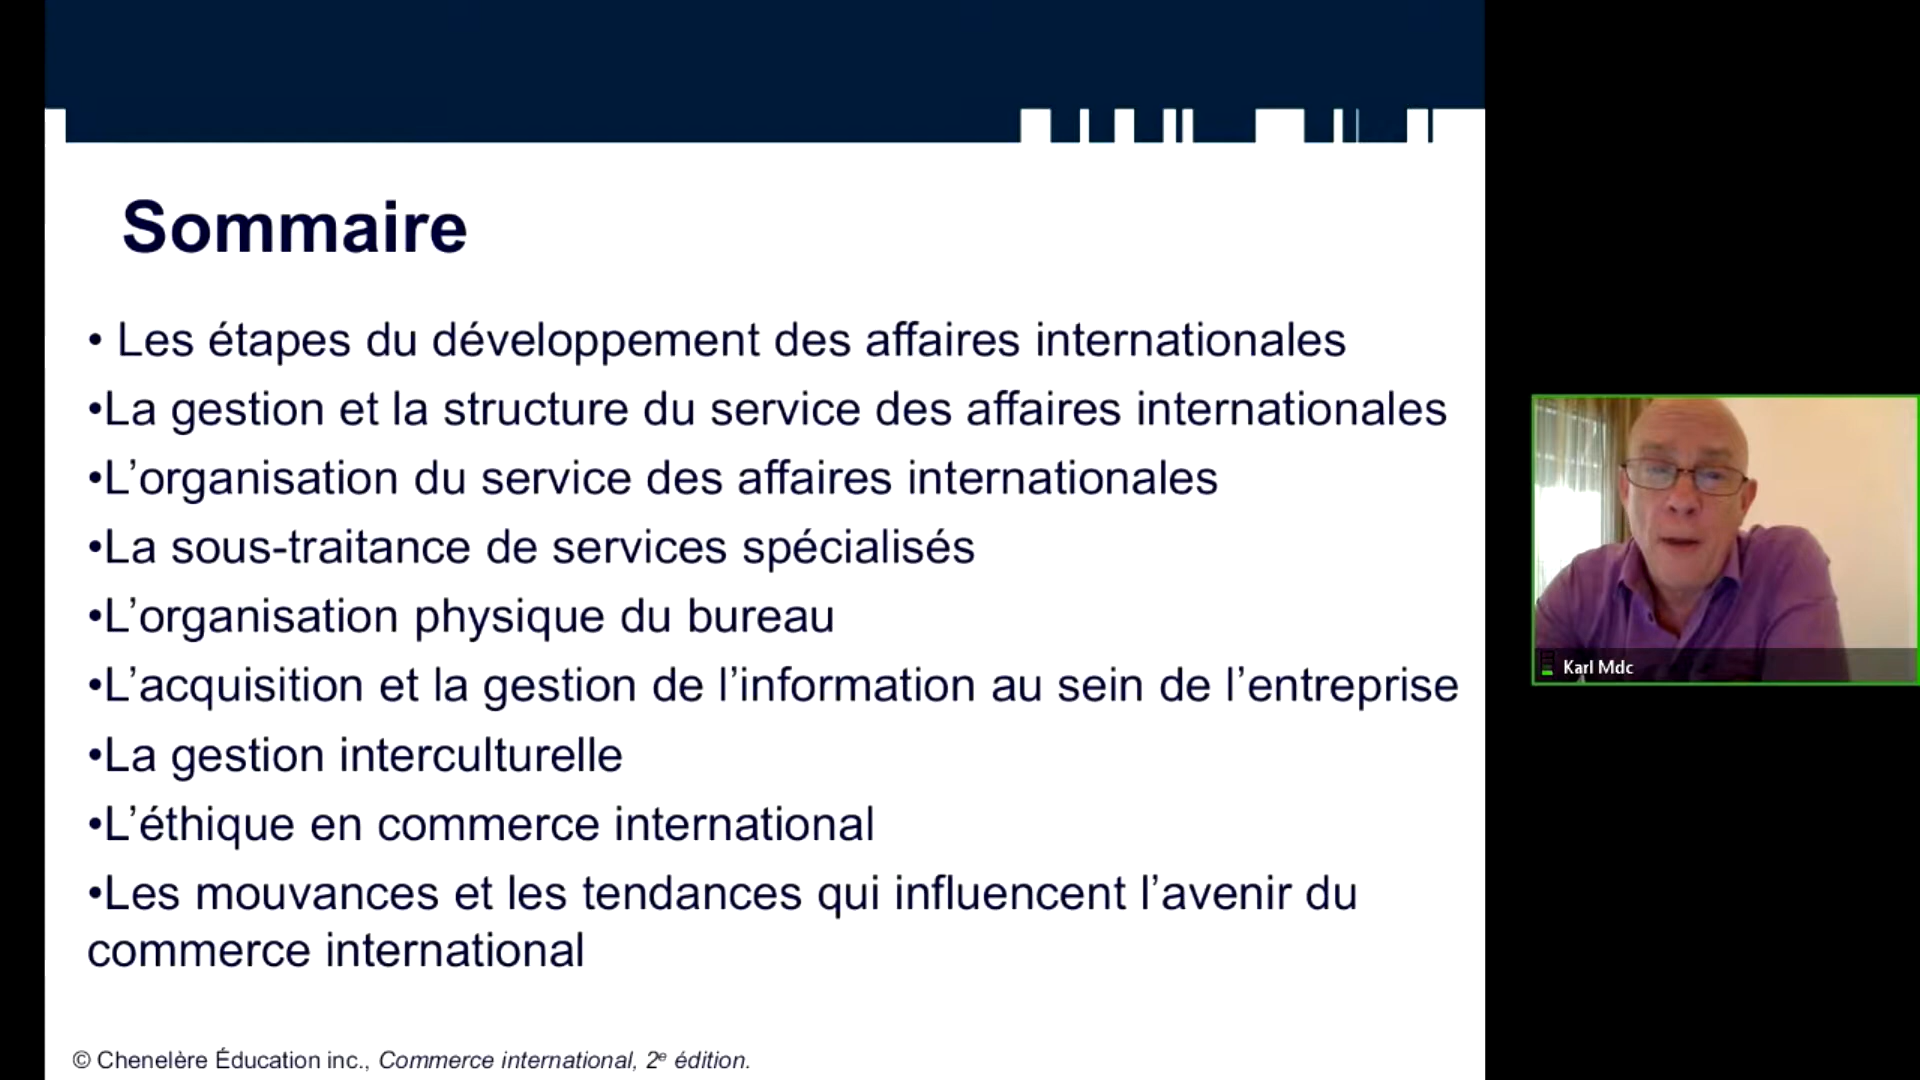 Sommaire
• Les étapes du développement des affaires internationales
•La gestion et la structure du service des affaires internationales
•L’organisation du service des affaires internationales
•La sous-traitance de services spécialisés
•L’organisation physique du bureau
•L’acquisition et la gestion de l’information au sein de l’entreprise
•La gestion interculturelle
•L’éthique en commerce international
•Les mouvances et les tendances qui influencent l’avenir du
commerce international
© Chenelère Éducation inc., Commerce international, 2e édition.
Karl Mdc